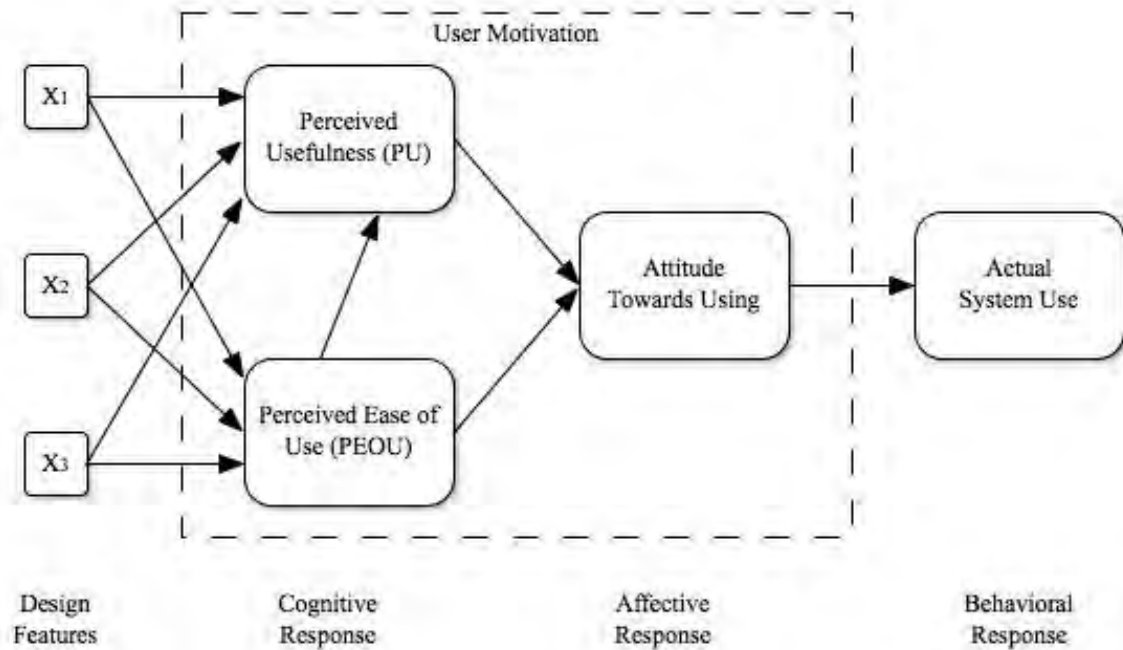 User Motivation
X1
Perceived
Usefulness (PU)
X2
Attitude
Towards Using
Actual
System Use
X3
Perceived Ease of
Use (PEOU)
Design
Features
Cognitive
Response
Affective
Response
Behavioral
Response